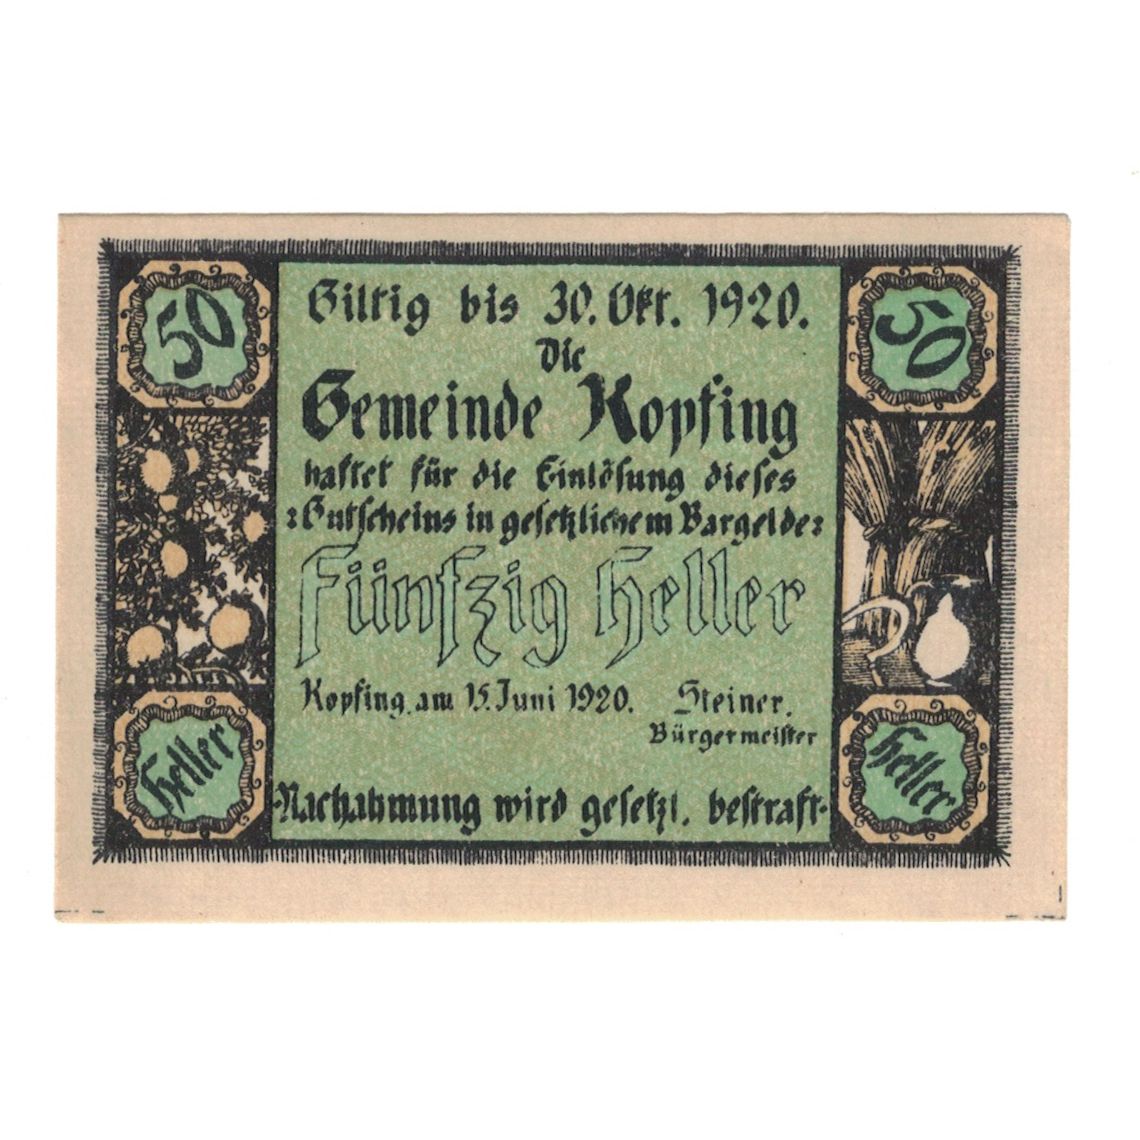 50
50
Giltig bis 30. Okt. 1920.
Die
Gemeinde Kopfing
haftet für die Einlösung dieses
:Gutscheins in gesetzlichem Bargelde:
Fünfzig Heller
Kopfing, am 15. Juni 1920. Steiner,
Bürgermeister
Heller
Heller
-Nachahmung wird gesetzl. bestraft-